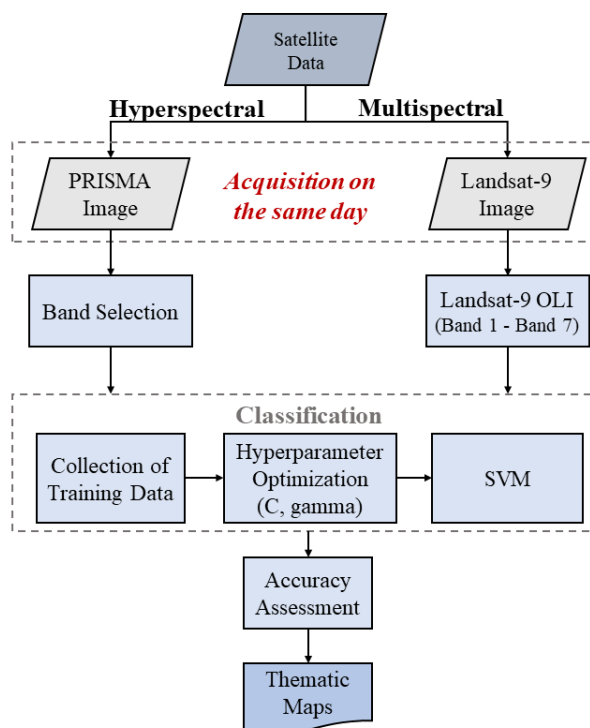 Satellite
Data
Hyperspectral
Multispectral
PRISMA
Image
Acquisition on
the same day
Landsat-9
Image
Band Selection
Landsat-9 OLI
(Band 1 - Band 7)
Classification
Collection of
Training Data
Hyperparameter
Optimization
(C, gamma)
SVM
Accuracy
Assessment
Thematic
Maps